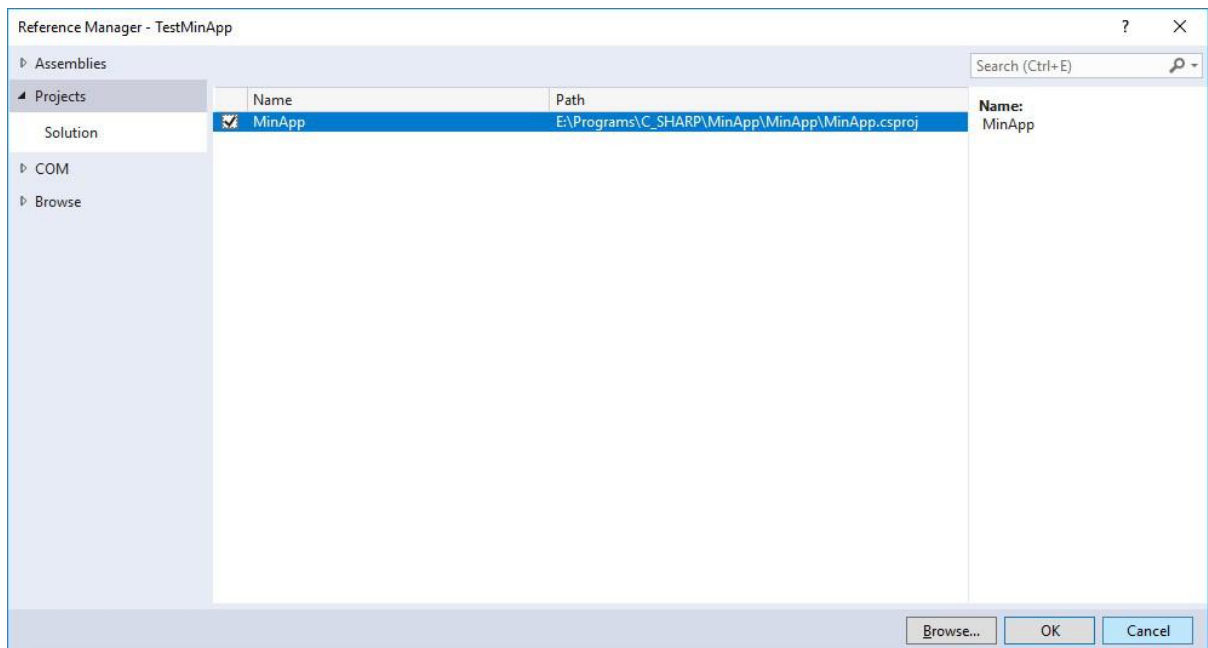 Reference Manager - TestMinApp ? X
Assemblies
Search (Ctrl+E)
Projects
Solution
COM
Browse
Name Path
MinApp E:\Programs\C_SHARP\MinApp\MinApp\MinApp.csproj
Name:
MinApp
Browse... OK Cancel